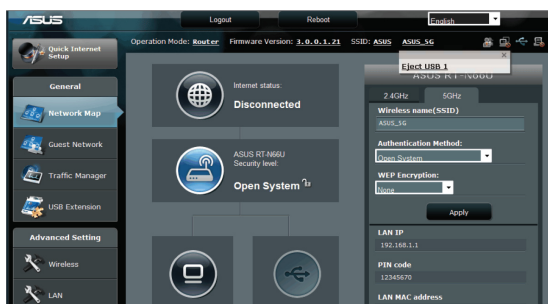 ASUS
Logout
Reboot
English
Quick Internet
Setup
Operation Mode: Router Firmware Version: 3.0.0.1.21 SSID: ASUS ASUS_5G
Eject USB 1
General
Network Map
Guest Network
Traffic Manager
USB Extension
Advanced Setting
Wireless
LAN
Internet status:
Disconnected
ASUS RT-N66U
Security level:
Open System
ASUS RT-N66U
2.4GHz 5GHz
Wireless name(SSID)
ASUS_5G
Authentication Method:
Open System
WEP Encryption:
None
Apply
LAN IP
192.168.1.1
PIN code
12345670
LAN MAC address